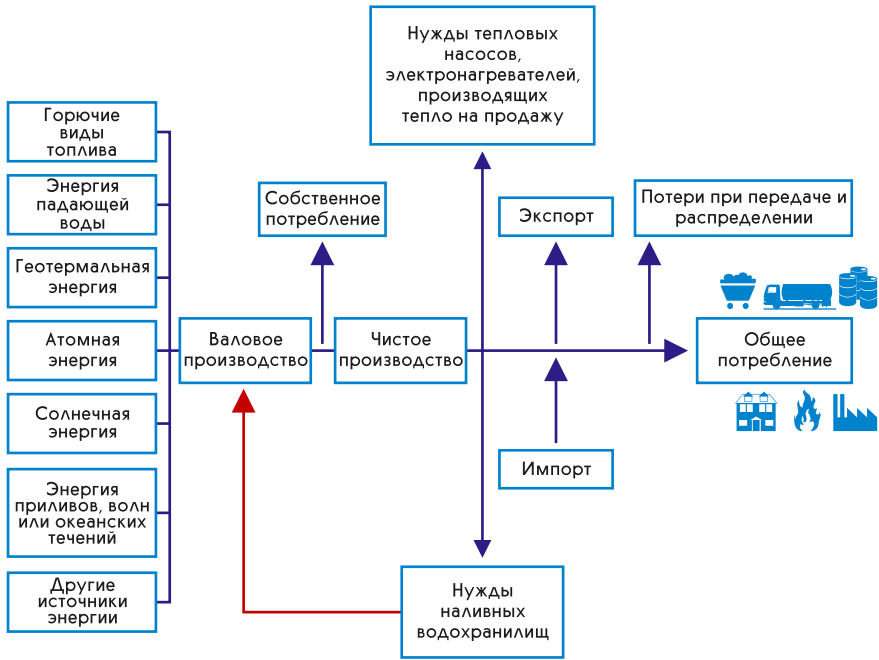 Нужды тепловых
насосов,
электронагревателей,
производящих
тепло на продажу
Горючие
виды
топлива
Энергия
падающей
воды
Геотермальная
энергия
Атомная
энергия
Солнечная
энергия
Энергия
приливов, волн
или океанских
течений
Другие
источники
энергии
Собственное
потребление
Валовое
производство
Чистое
производство
Экспорт
Потери при передаче и
распределении
Общее
потребление
Импорт
Нужды
наливных
водохранилищ